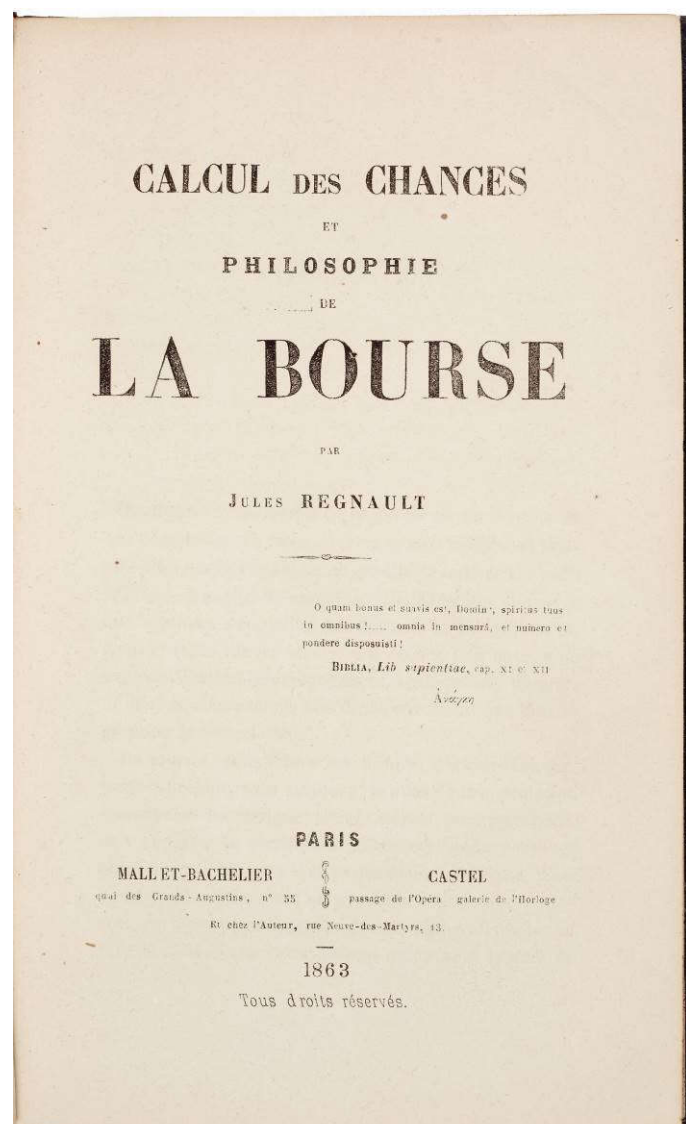 CALCUL DES CHANCES
ET
PHILOSOPHIE
DE
LA BOURSE
PAR
JULES REGNAULT
O quam bonus et suavis est, Domine, spiritus tuus
in omnibus !..... omnia in mensurâ, et numero et
pondere disposuisti !
BIBLIA, Lib sapientiae, cap. XI et XII
Ἀνάγκη
PARIS
MALLET-BACHELIER
quai des Grands-Augustins, n° 55
CASTEL
passage de l'Opéra galerie de l'Horloge
Et chez l'Auteur, rue Neuve-des-Martyrs, 13.
1863
Tous droits réservés.